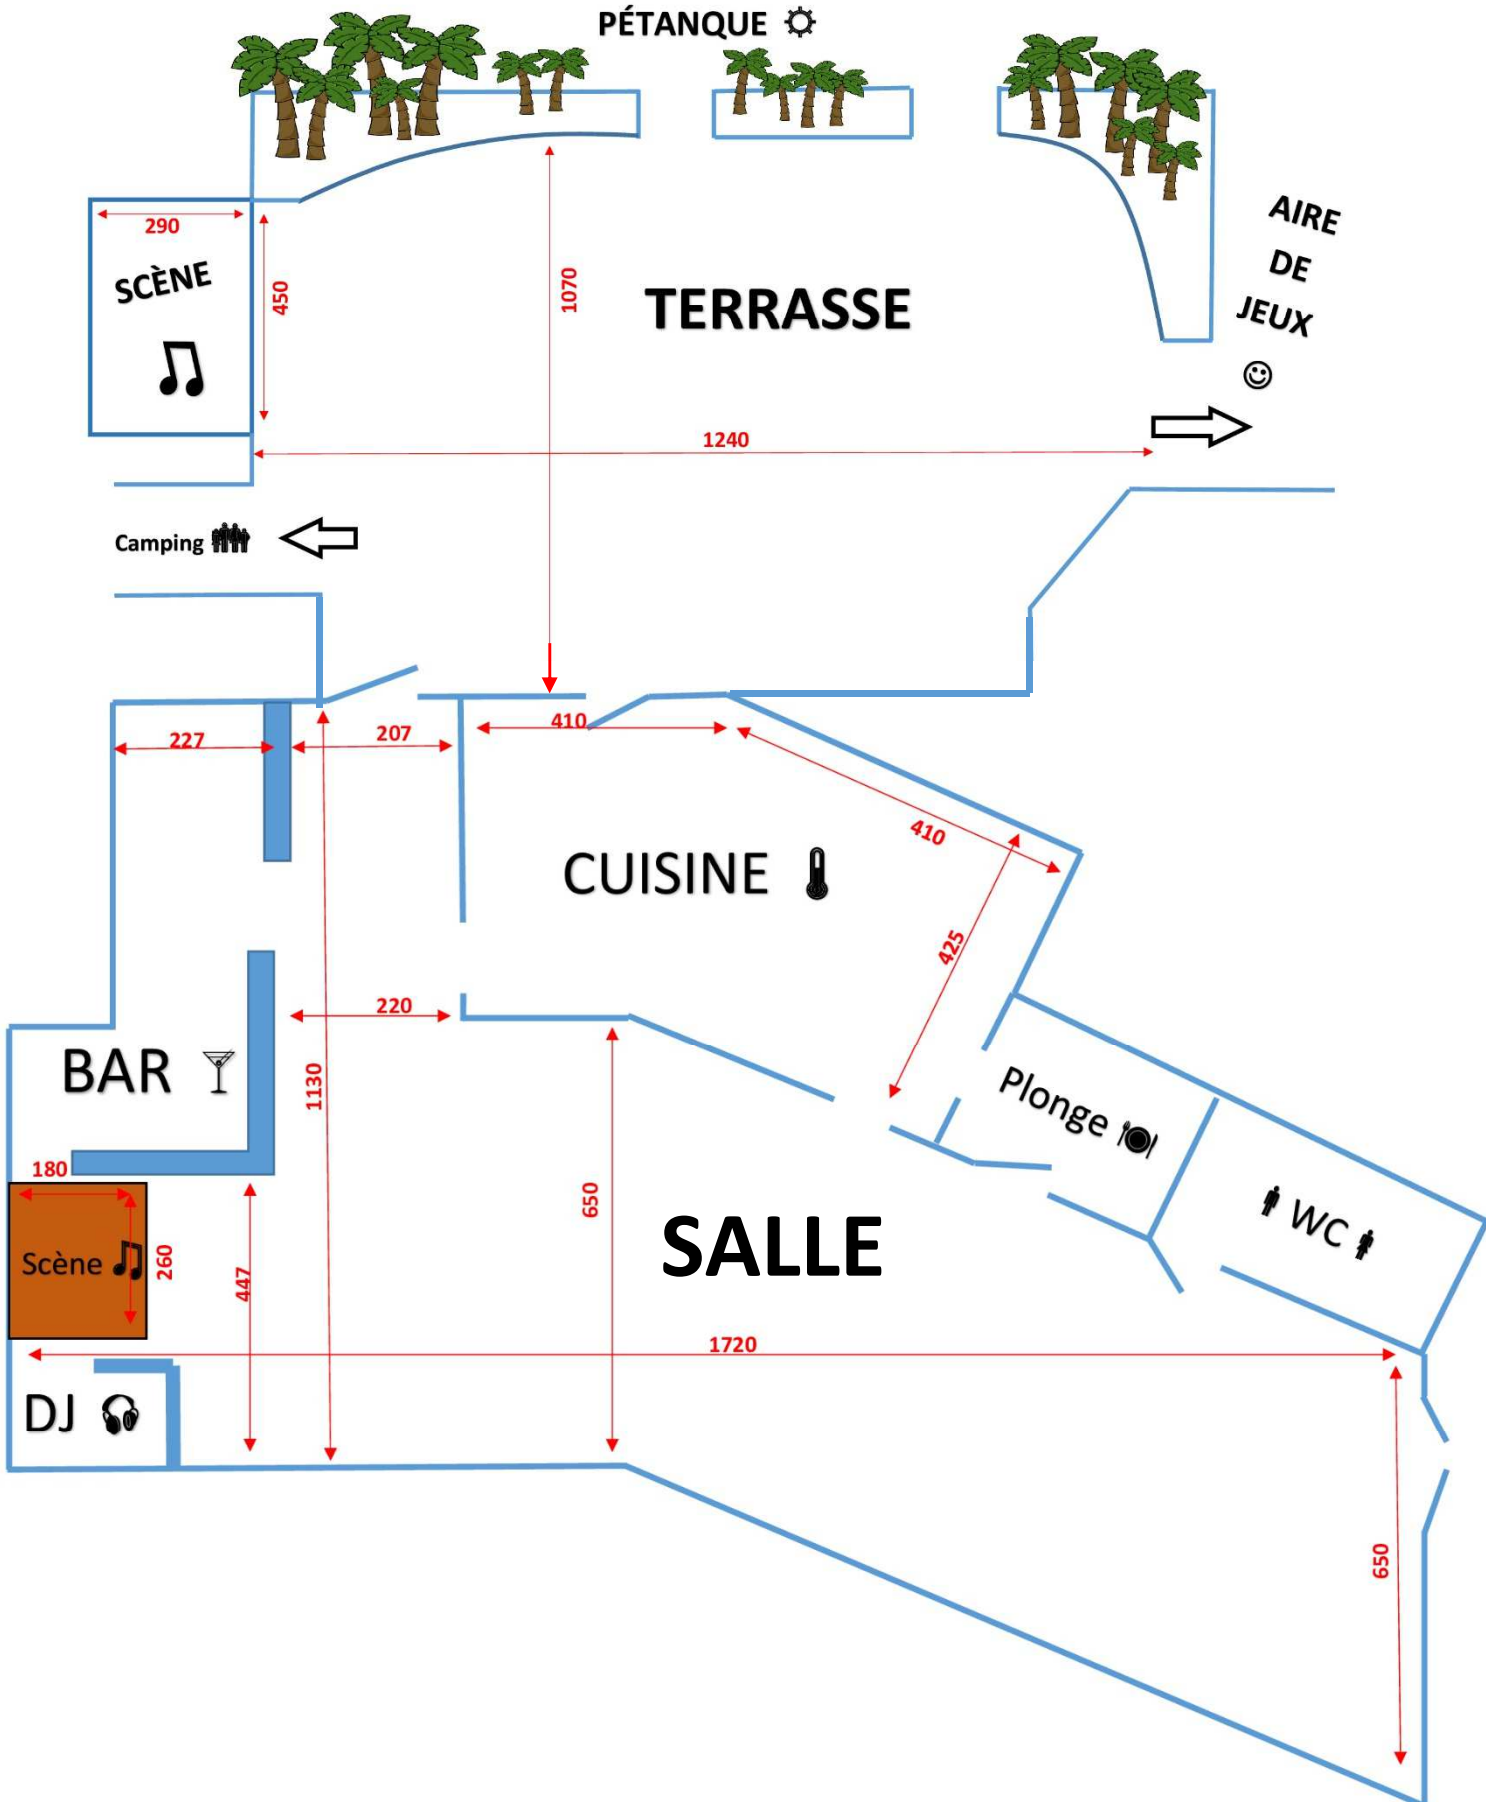 PÉTANQUE
290
SCÈNE
450
1070
TERRASSE
AIRE
DE
JEUX
1240
Camping
227
207
410
410
CUISINE
425
220
BAR
1130
Plonge
180
Scène
260
447
650
SALLE
WC
1720
DJ
650